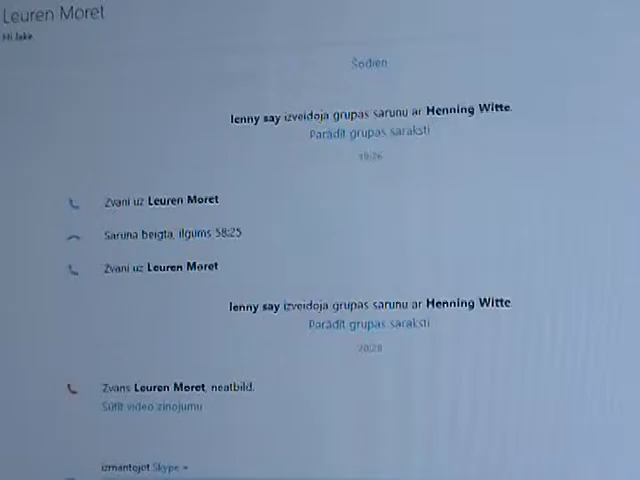 Leuren Moret
Hi Jake
Šodien
lenny say izveidoja grupas sarunu ar Henning Witte.
Parādīt grupas sarakstī
19:26
Zvani uz Leuren Moret
Saruna beigta, ilgums 58:25
Zvani uz Leuren Moret
lenny say izveidoja grupas sarunu ar Henning Witte
Parādīt grupas sarakstī
20:28
Zvans Leuren Moret, neatbild.
Sūtīt video ziņojumu
izmantojot Skype